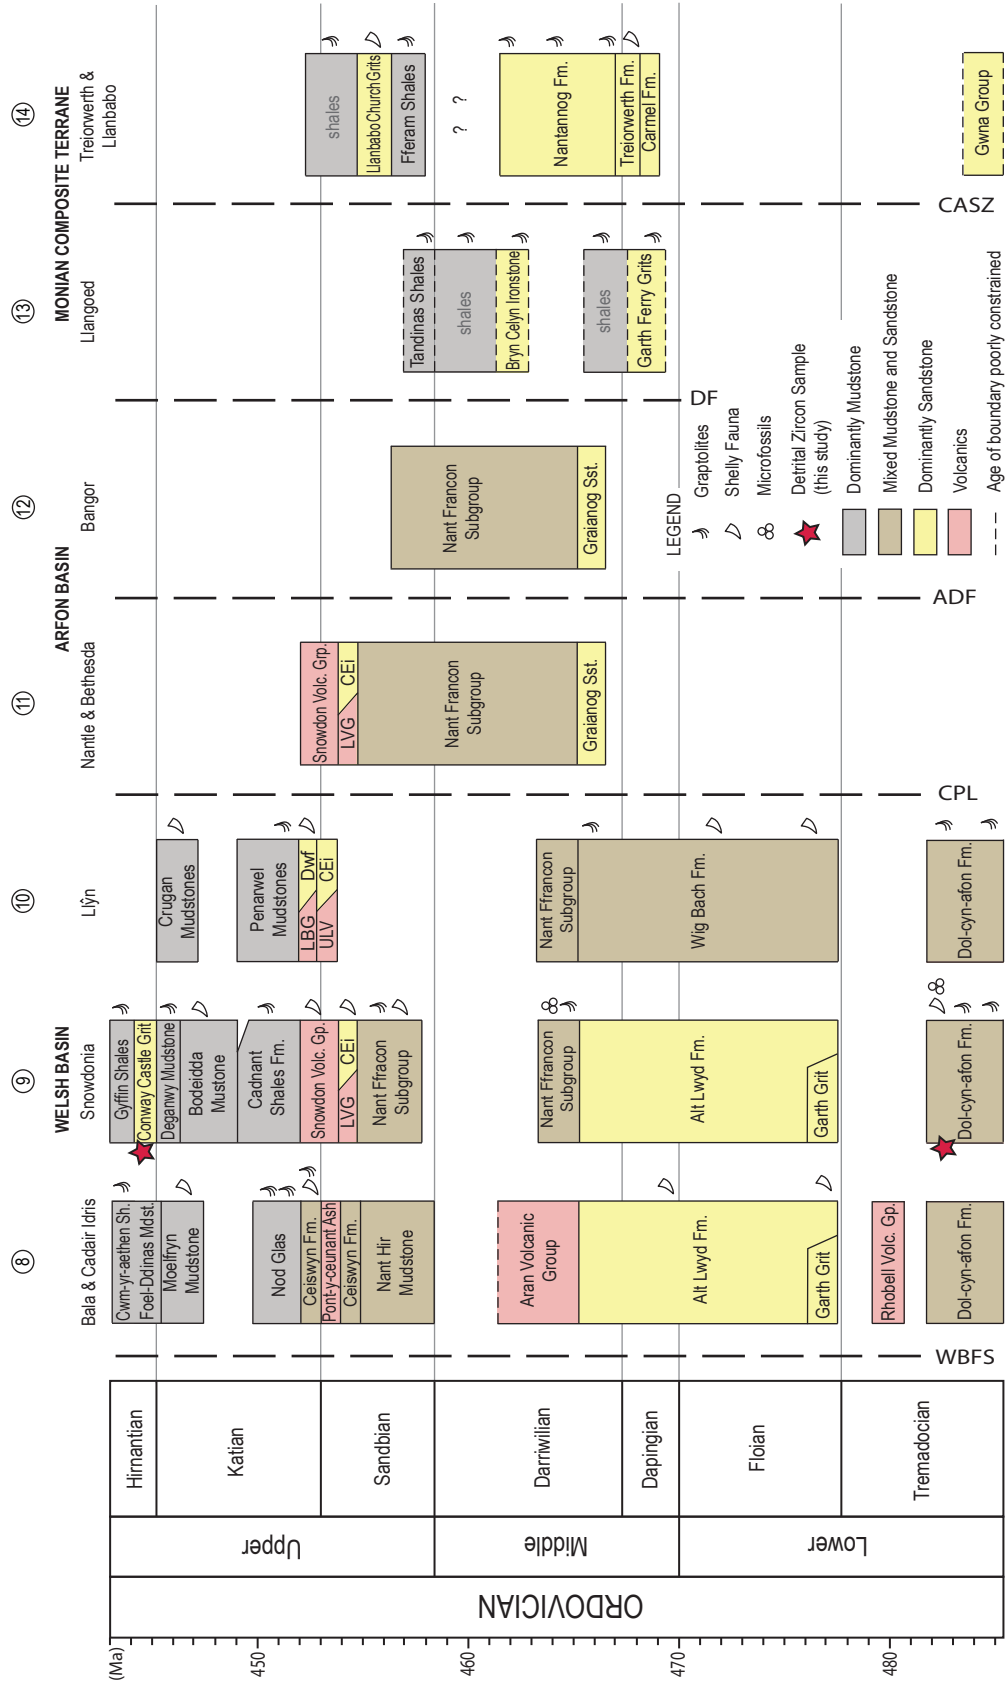 ⑧
⑨
⑩
⑪
⑫
⑬
⑭
WELSH BASIN
ARFON BASIN
MONIAN COMPOSITE TERRANE
Bala & Cadair Idris
Snowdonia
Llŷn
Nantle & Bethesda
Bangor
Llangoed
Treiorwerth &
Llanbabo
(Ma)
450
460
470
480
ORDOVICIAN
Upper
Middle
Lower
Hirnantian
Katian
Sandbian
Darriwilian
Dapingian
Floian
Tremadocian
WBFS
Cwm-yr-aethen Sh.
Foel-Ddinas Mdst.
Moelfryn
Mudstone
Nod Glas
Ceiswyn Fm.
Pont-y-ceunant Ash
Ceiswyn Fm.
Nant Hir
Mudstone
Aran Volcanic
Group
Alt Lwyd Fm.
Garth Grit
Rhobell Volc. Gp.
Dol-cyn-afon Fm.
Gyffin Shales
Conway Castle Grit
Deganwy Mudstone
Bodeidda
Mustone
Cadnant
Shales Fm.
Snowdon Volc. Gp.
LVG
CEi
Nant Ffracon
Subgroup
Nant Ffrancon
Subgroup
Alt Lwyd Fm.
Garth Grit
Dol-cyn-afon Fm.
Crugan
Mudstones
Penarwel
Mudstones
LBG
Dwf
ULV
CEi
Nant Ffrancon
Subgroup
Wig Bach Fm.
Dol-cyn-afon Fm.
CPL
Snowdon Volc. Grp.
LVG
CEi
Nant Francon
Subgroup
Graianog Sst.
ADF
Nant Francon
Subgroup
Graianog Sst.
DF
Tandinas Shales
shales
Bryn Celyn Ironstone
shales
Garth Ferry Grits
CASZ
shales
Llanbabo Church Grits
Fferam Shales
? ?
Nantannog Fm.
Treiorwerth Fm.
Carmel Fm.
Gwna Group
LEGEND
Graptolites
Shelly Fauna
Microfossils
Detrital Zircon Sample
(this study)
Dominantly Mudstone
Mixed Mudstone and Sandstone
Dominantly Sandstone
Volcanics
Age of boundary poorly constrained